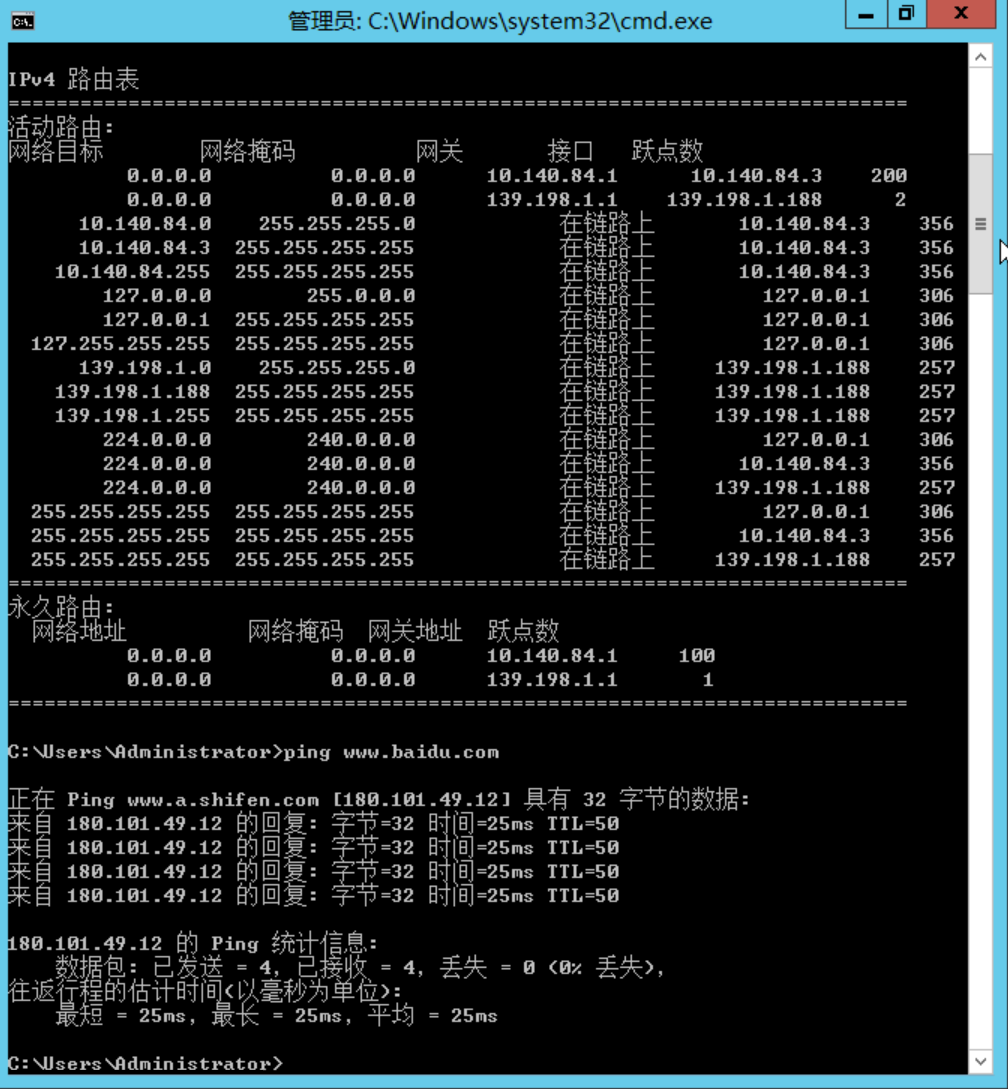 管理员: C:\Windows\system32\cmd.exe
IPv4 路由表
===========================================================================
活动路由:
网络目标 网络掩码 网关 接口 跃点数
0.0.0.0 0.0.0.0 10.140.84.1 10.140.84.3 200
0.0.0.0 0.0.0.0 139.198.1.1 139.198.1.188 2
10.140.84.0 255.255.255.0 在链路上 10.140.84.3 356
10.140.84.3 255.255.255.255 在链路上 10.140.84.3 356
10.140.84.255 255.255.255.255 在链路上 10.140.84.3 356
127.0.0.0 255.0.0.0 在链路上 127.0.0.1 306
127.0.0.1 255.255.255.255 在链路上 127.0.0.1 306
127.255.255.255 255.255.255.255 在链路上 127.0.0.1 306
139.198.1.0 255.255.255.0 在链路上 139.198.1.188 257
139.198.1.188 255.255.255.255 在链路上 139.198.1.188 257
139.198.1.255 255.255.255.255 在链路上 139.198.1.188 257
224.0.0.0 240.0.0.0 在链路上 127.0.0.1 306
224.0.0.0 240.0.0.0 在链路上 10.140.84.3 356
224.0.0.0 240.0.0.0 在链路上 139.198.1.188 257
255.255.255.255 255.255.255.255 在链路上 127.0.0.1 306
255.255.255.255 255.255.255.255 在链路上 10.140.84.3 356
255.255.255.255 255.255.255.255 在链路上 139.198.1.188 257
===========================================================================
永久路由:
网络地址 网络掩码 网关地址 跃点数
0.0.0.0 0.0.0.0 10.140.84.1 100
0.0.0.0 0.0.0.0 139.198.1.1 1
===========================================================================
C:\Users\Administrator>ping www.baidu.com
正在 Ping www.a.shifen.com [180.101.49.12] 具有 32 字节的数据:
来自 180.101.49.12 的回复: 字节=32 时间=25ms TTL=50
来自 180.101.49.12 的回复: 字节=32 时间=25ms TTL=50
来自 180.101.49.12 的回复: 字节=32 时间=25ms TTL=50
来自 180.101.49.12 的回复: 字节=32 时间=25ms TTL=50
180.101.49.12 的 Ping 统计信息:
数据包: 已发送 = 4, 已接收 = 4, 丢失 = 0 (0% 丢失),
往返行程的估计时间(以毫秒为单位):
最短 = 25ms, 最长 = 25ms, 平均 = 25ms
C:\Users\Administrator>